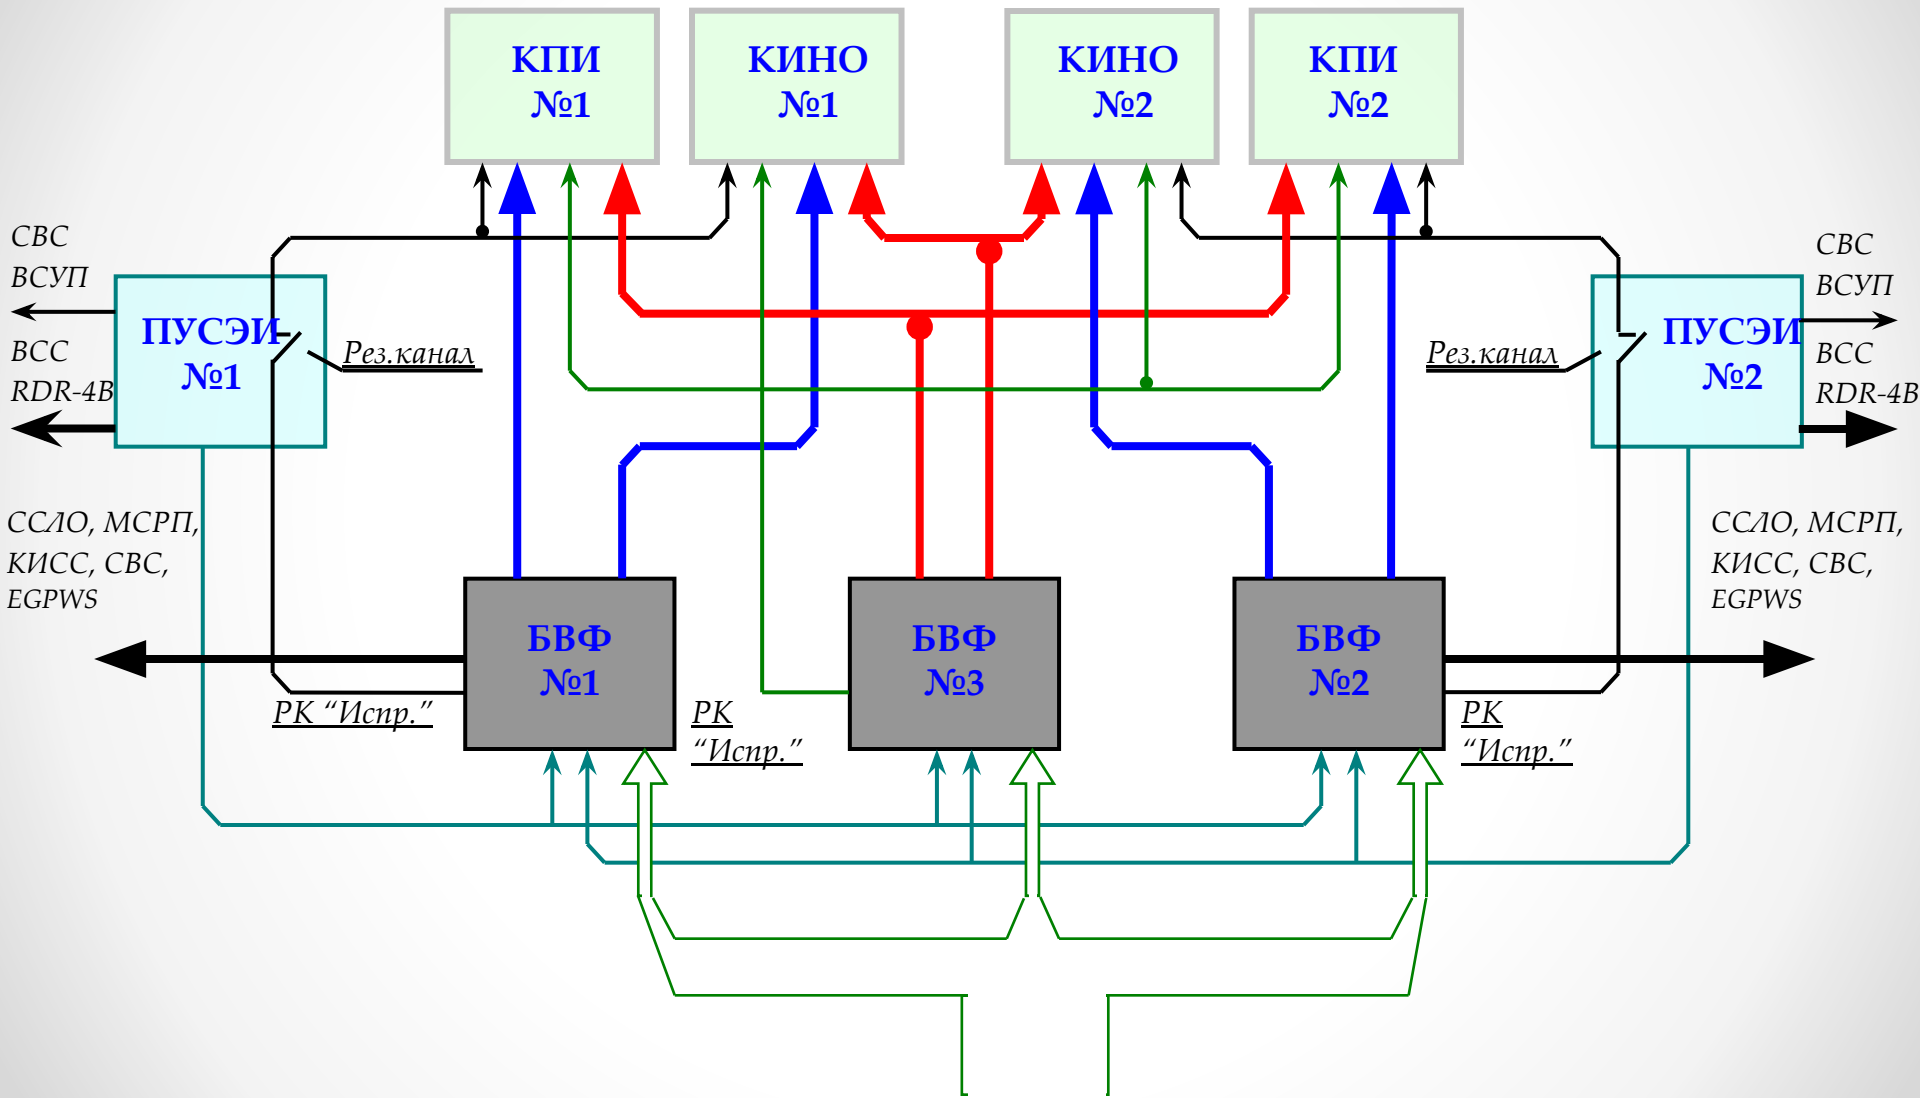 КПИ
№1
КИНО
№1
КИНО
№2
КПИ
№2
СВС
ВСУП
ВСС
RDR-4B
ПУСЭИ
№1
Рез.канал
Рез.канал
ПУСЭИ
№2
СВС
ВСУП
ВСС
RDR-4B
ССЛО, МСРП,
КИСС, СВС,
EGPWS
ССЛО, МСРП,
КИСС, СВС,
EGPWS
БВФ
№1
БВФ
№3
БВФ
№2
РК “Испр.”
РК
“Испр.”
РК
“Испр.”